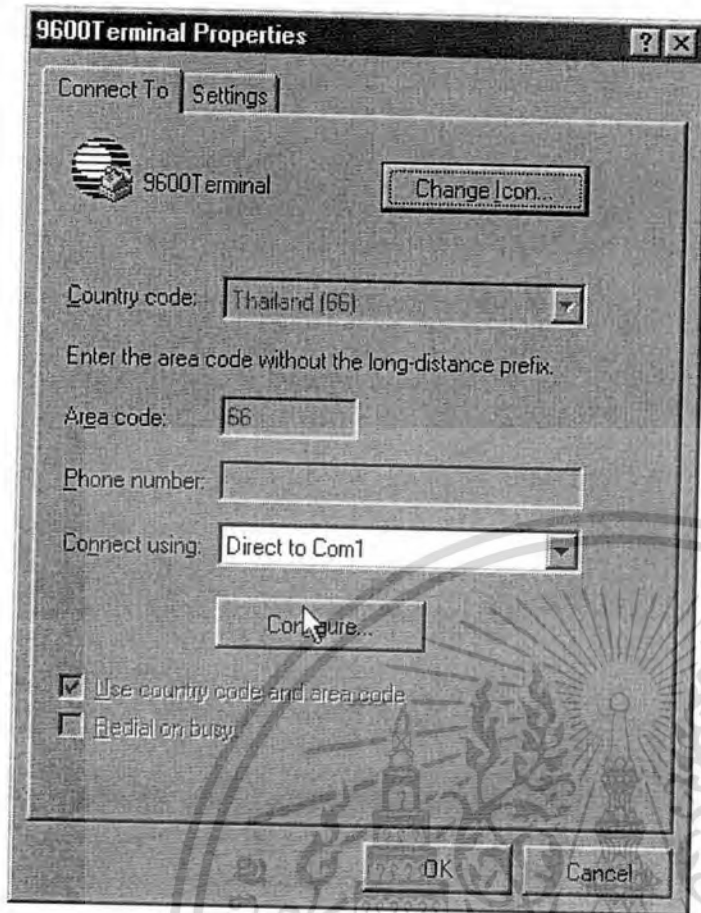 9600Terminal Properties
Connect To
Settings
9600Terminal
Change Icon...
Country code:
Thailand (66)
Enter the area code without the long-distance prefix.
Area code:
66
Phone number:
Connect using:
Direct to Com1
Configure...
Use country code and area code
Redial on busy
OK
Cancel